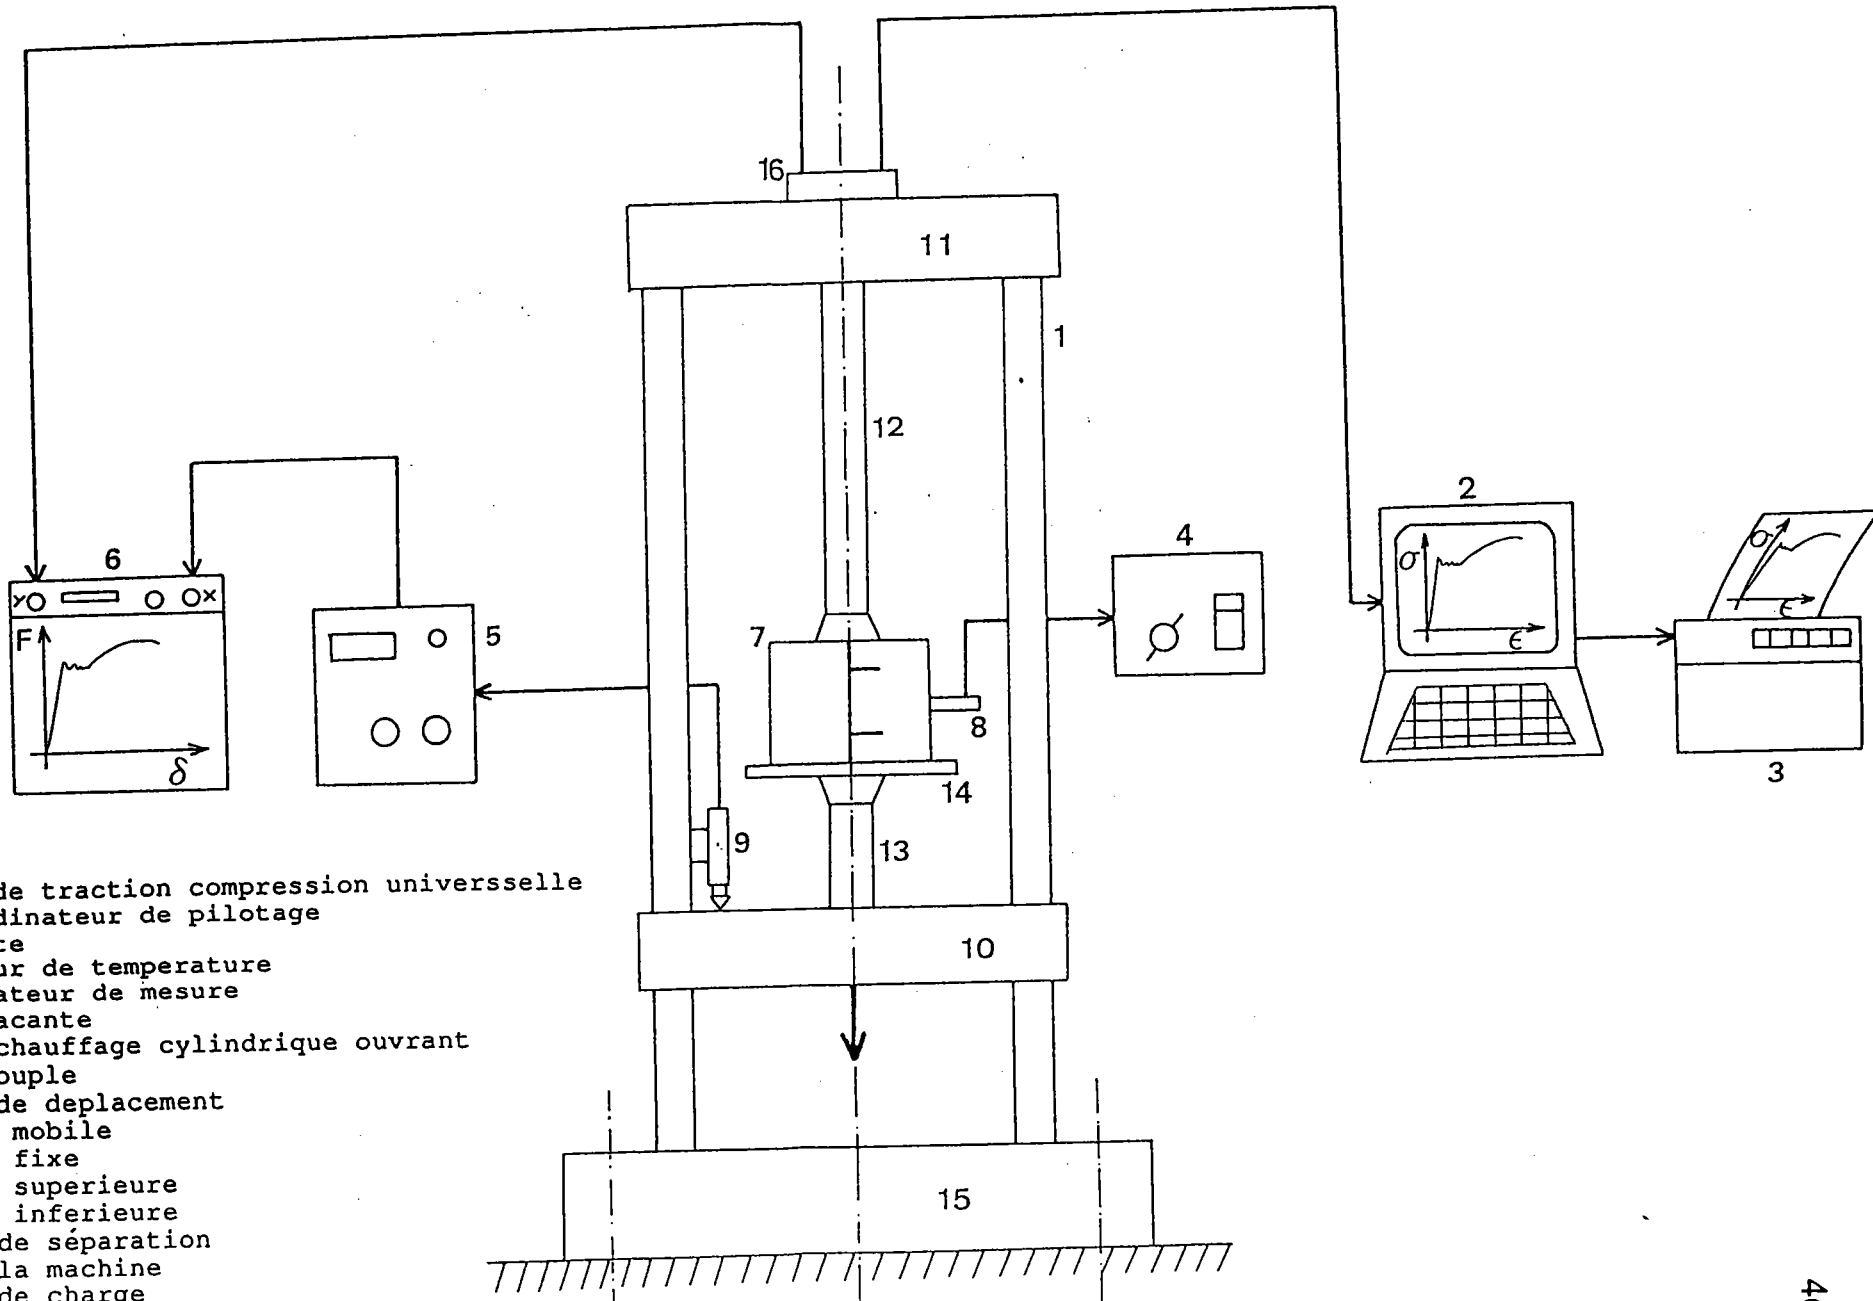 16
11
1
12
2
σ
ϵ
σ
ϵ
3
4
6
Y
X
F
δ
5
7
8
14
9
13
10
15
de traction compression universselle
dinateur de pilotage
te
ur de temperature
ateur de mesure
acante
chauffage cylindrique ouvrant
ouple
de deplacement
mobile
fixe
superieure
inferieure
de séparation
la machine
de charge